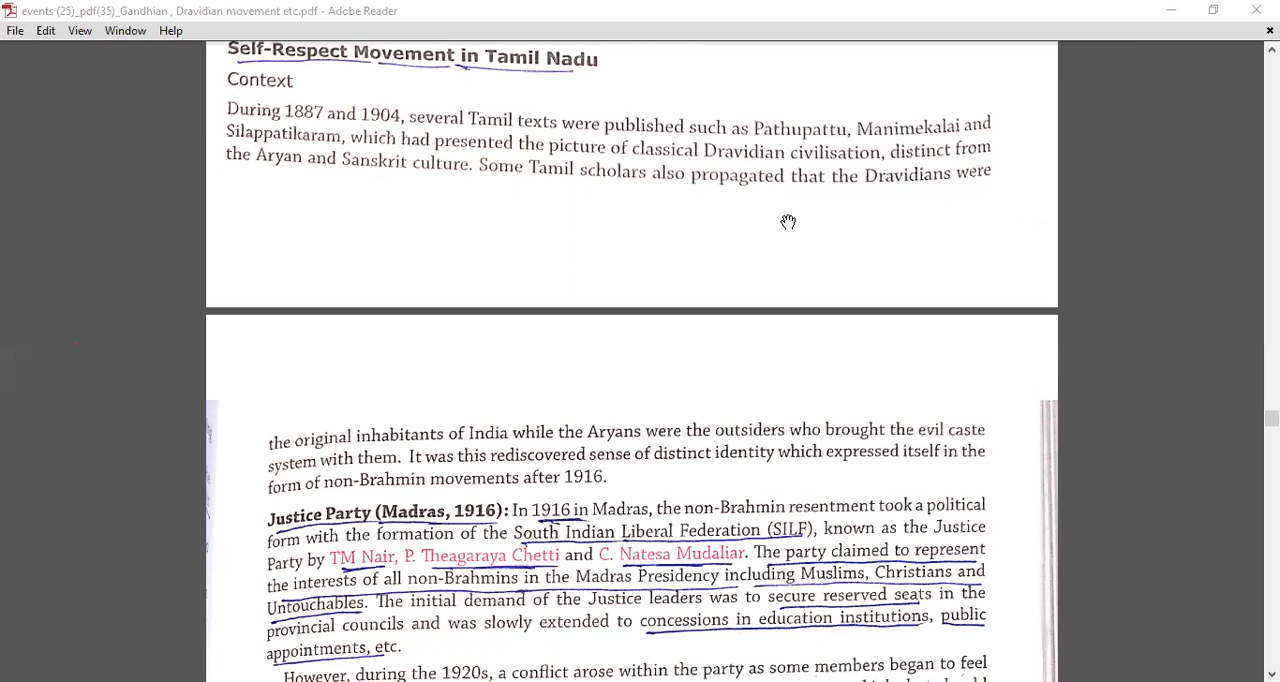 events (25)_pdf(35)_Gandhian , Dravidian movement etc.pdf - Adobe Reader
File Edit View Window Help
Self-Respect Movement in Tamil Nadu
Context
During 1887 and 1904, several Tamil texts were published such as Pathupattu, Manimekalai and
Silappatikaram, which had presented the picture of classical Dravidian civilisation, distinct from
the Aryan and Sanskrit culture. Some Tamil scholars also propagated that the Dravidians were
the original inhabitants of India while the Aryans were the outsiders who brought the evil caste
system with them. It was this rediscovered sense of distinct identity which expressed itself in the
form of non-Brahmin movements after 1916.
Justice Party (Madras, 1916): In 1916 in Madras, the non-Brahmin resentment took a political
form with the formation of the South Indian Liberal Federation (SILF), known as the Justice
Party by TM Nair, P. Theagaraya Chetti and C. Natesa Mudaliar. The party claimed to represent
the interests of all non-Brahmins in the Madras Presidency including Muslims, Christians and
Untouchables. The initial demand of the Justice leaders was to secure reserved seats in the
provincial councils and was slowly extended to concessions in education institutions, public
appointments, etc.
However, during the 1920s, a conflict arose within the party as some members began to feel